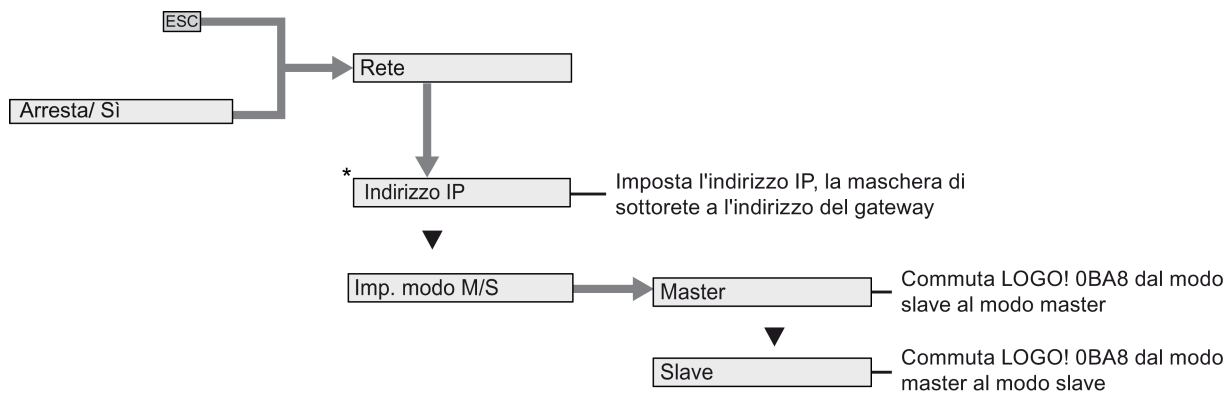 ESC
Rete
Arresta/ Sì
*
Indirizzo IP
Imposta l'indirizzo IP, la maschera di
sottorete a l'indirizzo del gateway
Imp. modo M/S
Master
Commuta LOGO! 0BA8 dal modo
slave al modo master
Slave
Commuta LOGO! 0BA8 dal modo
master al modo slave